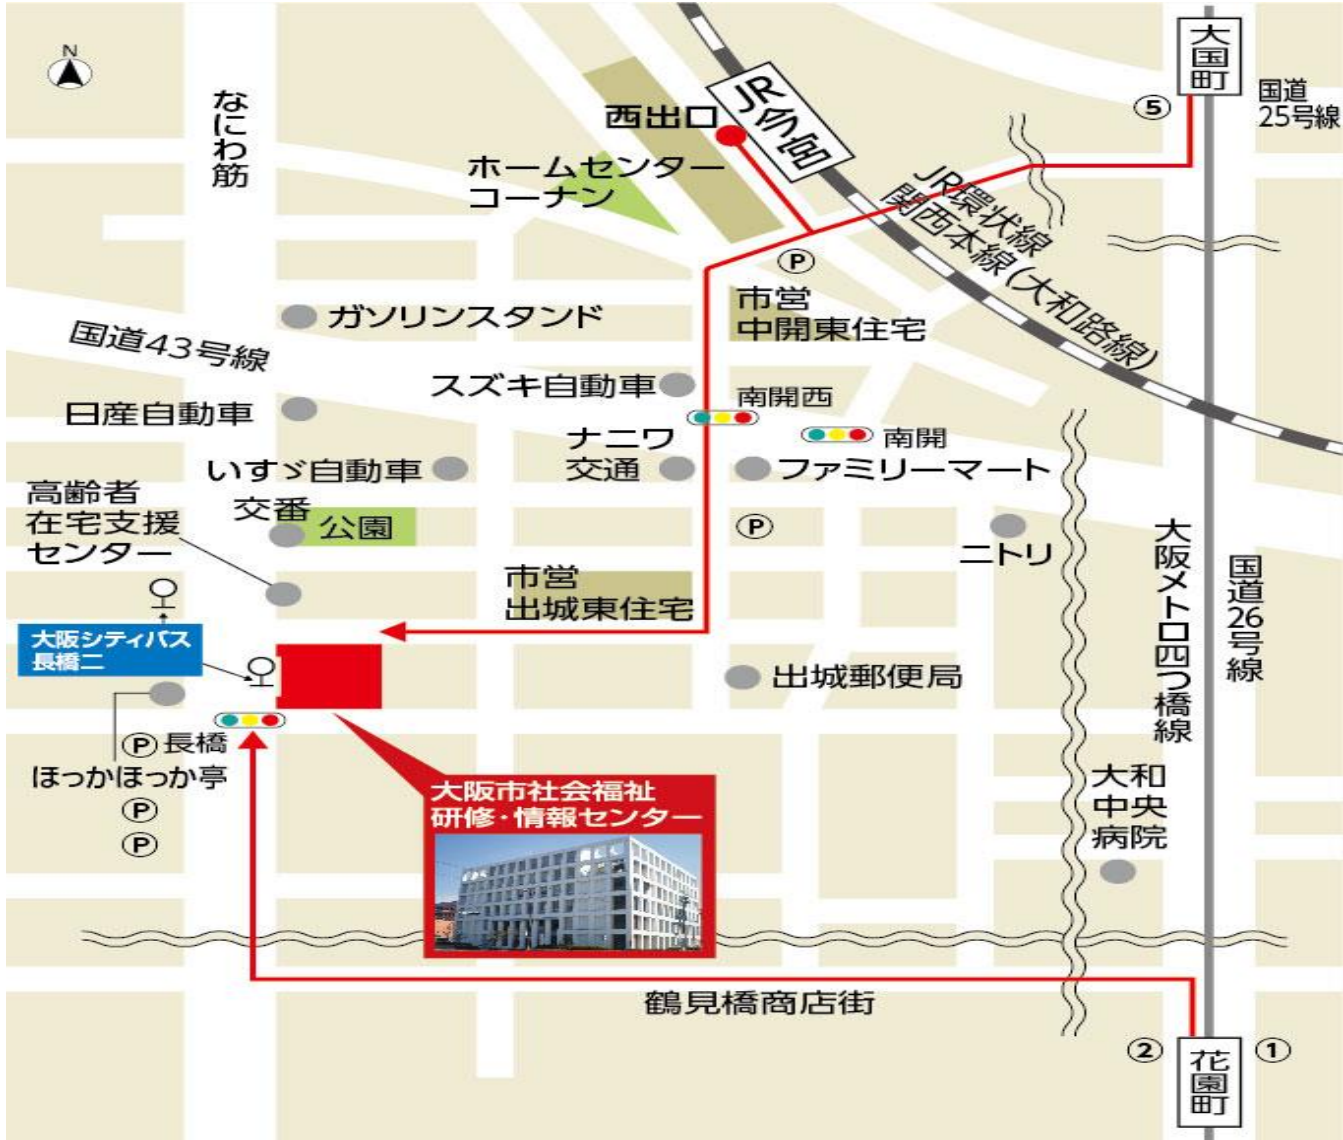 N
なにわ筋
西出口
JR今宮
大国町
国道
25号線
⑤
ホームセンター
コーナン
JR環状線
関西本線(大和路線)
P
市営
中開東住宅
ガソリンスタンド
国道43号線
スズキ自動車
南開西
日産自動車
ナニワ
交通
南開
いすゞ自動車
ファミリーマート
高齢者
在宅支援
センター
交番
公園
P
ニトリ
大阪メトロ四つ橋線
国道26号線
市営
出城東住宅
大阪シティバス
長橋二
出城郵便局
P
長橋
ほっかほっか亭
P
P
大阪市社会福祉
研修・情報センター
大和
中央
病院
鶴見橋商店街
②
花園町
①